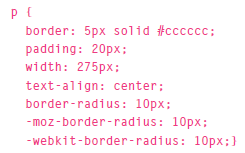 p {
  border: 5px solid #cccccc;
  padding: 20px;
  width: 275px;
  text-align: center;
  border-radius: 10px;
  -moz-border-radius: 10px;
  -webkit-border-radius: 10px;}